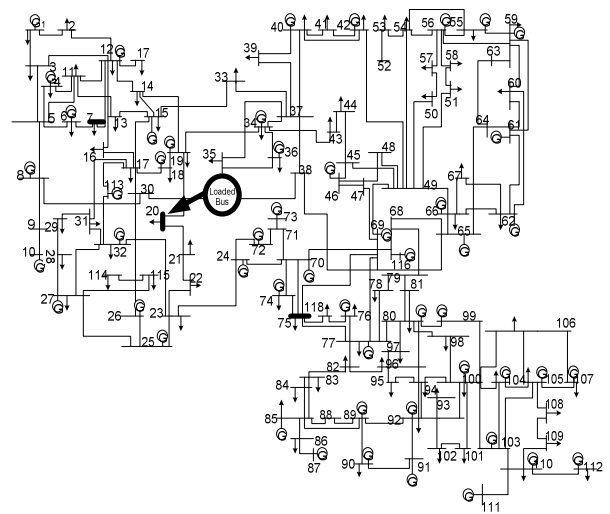 G 1 2 12 G 17
3 11 G 4 14
5 G 6 7 13 15 G
16 17 G 19 G 18
8 G 113 G 30
9 29 31 20
10 G 28 G 32 21
114 115 22
27 G 26 G 23
25 G
33
34 G
35 36 G
Loaded
Bus
G 73
24 G G 72 71
70
G 74
75 118
G 40 41 G 42 53 54 56 G 55 59 G
39 52 57 58 63
44 50 51 60
37 43 64 G 61
45 48
38 G 46 47 49 67
G 66 62 G
68 69 G 65 G
116 G
79
78 81
G 76 80 G G 99
77 G 97 98
82 96 G
83 95 94 100
84 93
85 G 88 89 G 92 G
86
87 G
90 G 91 G
102 101
106
G 104 G 105 G 107
108
109
G 103
G 110 G 112
G 111